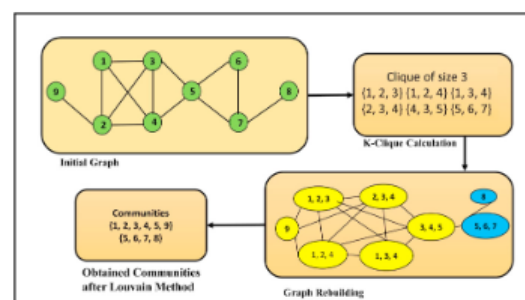 1
3
6
9
5
8
2
4
7
Initial Graph
Clique of size 3
{1, 2, 3} {1, 2, 4} {1, 3, 4}
{2, 3, 4} {4, 3, 5} {5, 6, 7}
K-Clique Calculation
Communities
{1, 2, 3, 4, 5, 9}
{5, 6, 7, 8}
Obtained Communities
after Louvain Method
1, 2, 3
2, 3, 4
8
9
3, 4, 5
5, 6, 7
1, 2, 4
1, 3, 4
Graph Rebuilding